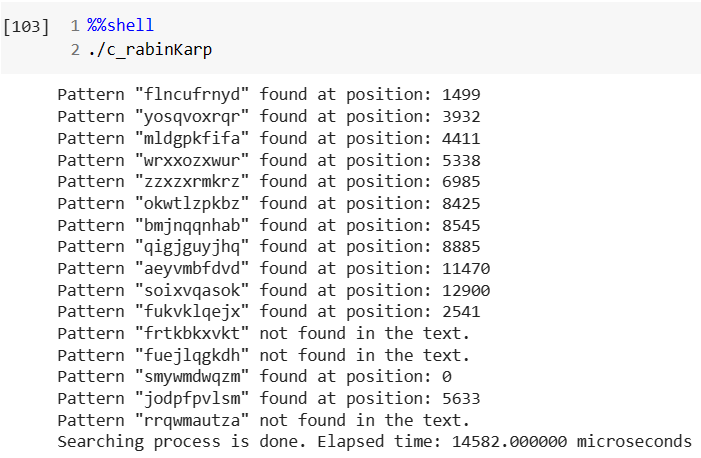 [103] 1 %%shell
2 ./c_rabinKarp
Pattern "flncufrnyd" found at position: 1499
Pattern "yosqvoxrqr" found at position: 3932
Pattern "mldgpkfifa" found at position: 4411
Pattern "wrxxozxwur" found at position: 5338
Pattern "zzxzxrmkrz" found at position: 6985
Pattern "okwtlzpkbz" found at position: 8425
Pattern "bmjnqqnhab" found at position: 8545
Pattern "qigjguyjhq" found at position: 8885
Pattern "aeyvmbfdvd" found at position: 11470
Pattern "soixvqasok" found at position: 12900
Pattern "fukvklqejx" found at position: 2541
Pattern "frtkbkxvkt" not found in the text.
Pattern "fuejlqgkdh" not found in the text.
Pattern "smywmdwqzm" found at position: 0
Pattern "jodpfpvlsm" found at position: 5633
Pattern "rrqwmautza" not found in the text.
Searching process is done. Elapsed time: 14582.000000 microseconds